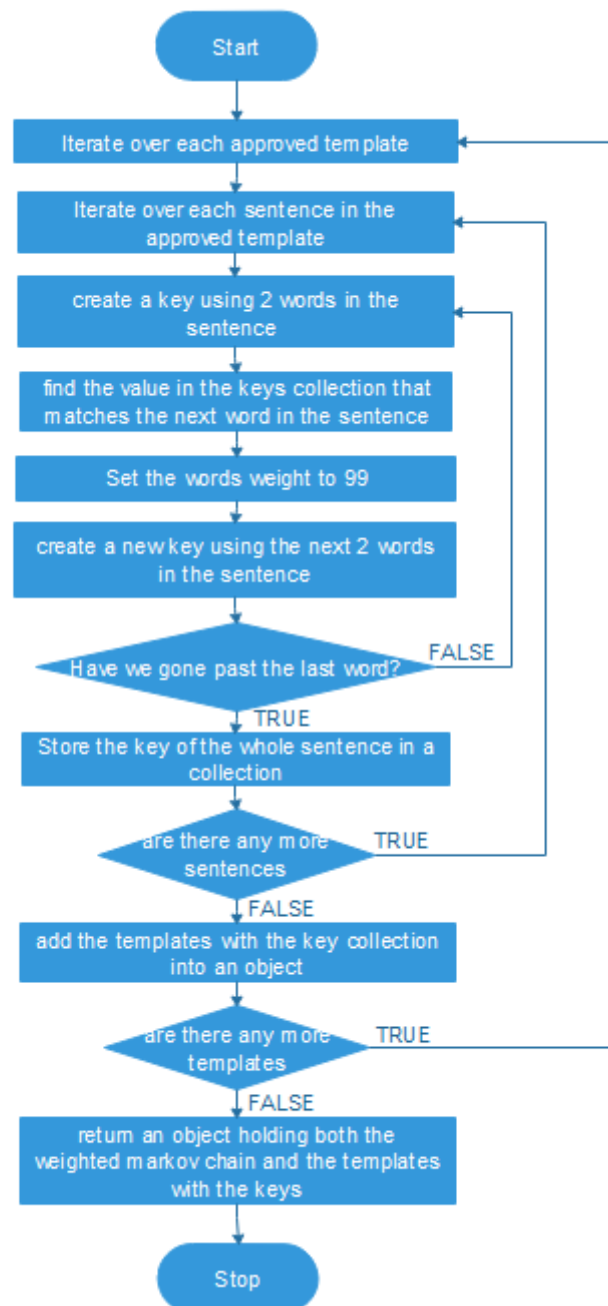 Start
Iterate over each approved template
Iterate over each sentence in the
approved template
create a key using 2 words in the
sentence
find the value in the keys collection that
matches the next word in the sentence
Set the words weight to 99
create a new key using the next 2 words
in the sentence
Have we gone past the last word?
FALSE
TRUE
Store the key of the whole sentence in a
collection
are there any more
sentences
TRUE
FALSE
add the templates with the key collection
into an object
are there any more
templates
TRUE
FALSE
return an object holding both the
weighted markov chain and the templates
with the keys
Stop